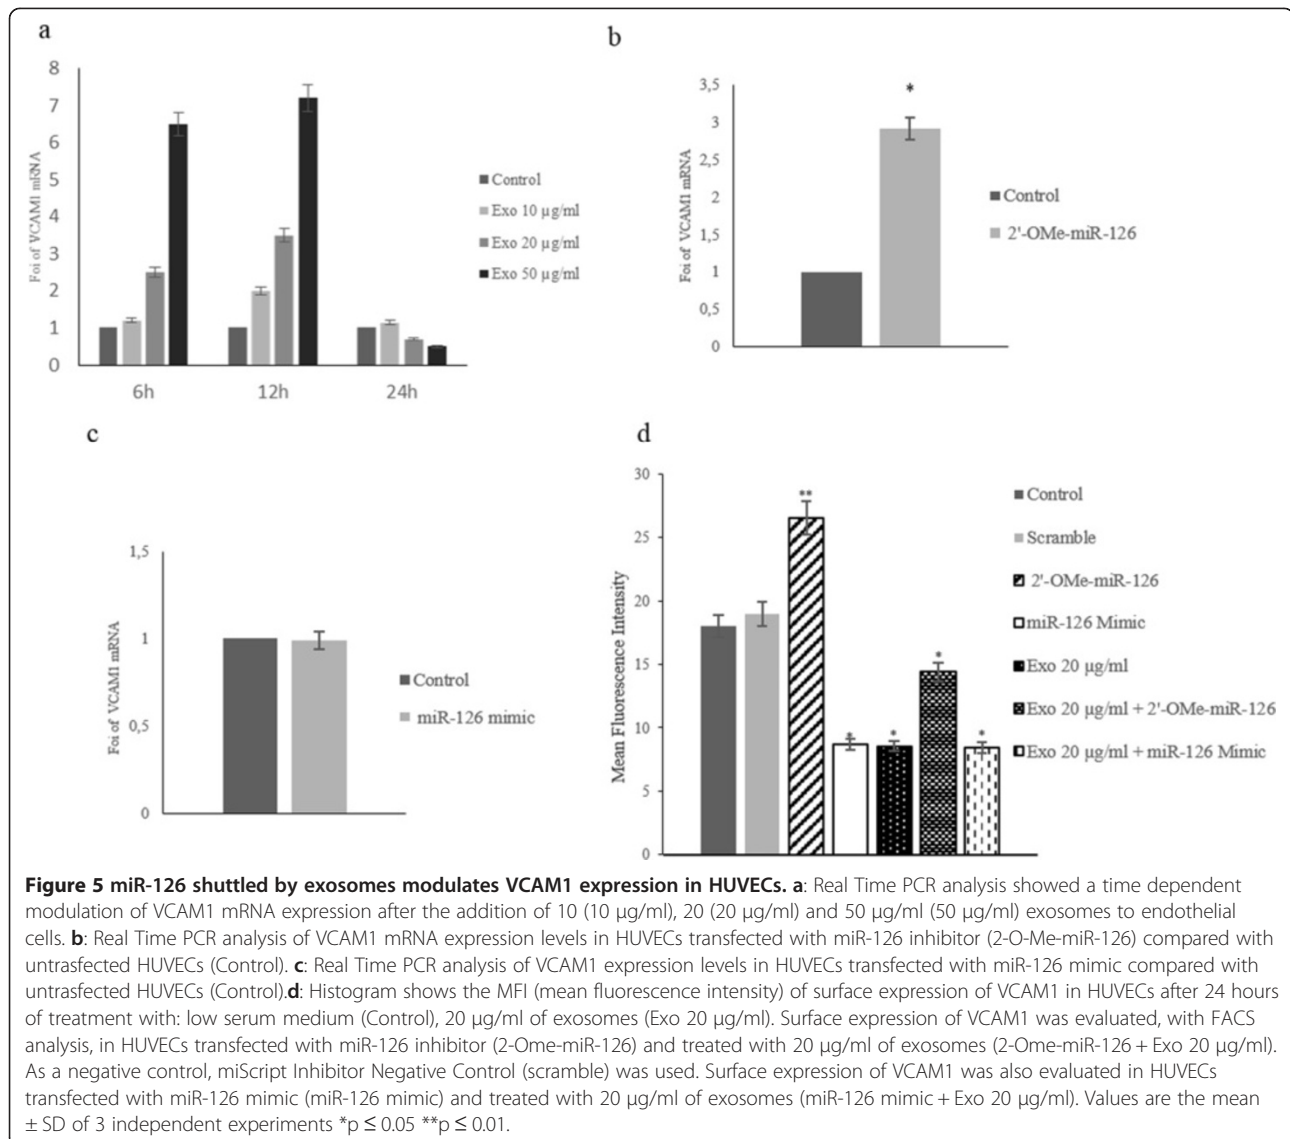 a
8
7
6
5
4
3
2
1
0
Foi of VCAM1 mRNA
6h
12h
24h
Control
Exo 10 µg/ml
Exo 20 µg/ml
Exo 50 µg/ml
b
3,5
3
2,5
2
1,5
1
0,5
0
Foi of VCAM1 mRNA
*
Control
2'-OMe-miR-126
c
1,5
1
0,5
0
Foi of VCAM1 mRNA
Control
miR-126 mimic
d
30
25
20
15
10
5
0
Mean Fluorescence Intensity
**
*
*
*
*
Control
Scramble
2'-OMe-miR-126
miR-126 Mimic
Exo 20 µg/ml
Exo 20 µg/ml + 2'-OMe-miR-126
Exo 20 µg/ml + miR-126 Mimic
Figure 5 miR-126 shuttled by exosomes modulates VCAM1 expression in HUVECs. a: Real Time PCR analysis showed a time dependent
modulation of VCAM1 mRNA expression after the addition of 10 (10 µg/ml), 20 (20 µg/ml) and 50 µg/ml (50 µg/ml) exosomes to endothelial
cells. b: Real Time PCR analysis of VCAM1 mRNA expression levels in HUVECs transfected with miR-126 inhibitor (2-O-Me-miR-126) compared with
untrasfected HUVECs (Control). c: Real Time PCR analysis of VCAM1 expression levels in HUVECs transfected with miR-126 mimic compared with
untrasfected HUVECs (Control).d: Histogram shows the MFI (mean fluorescence intensity) of surface expression of VCAM1 in HUVECs after 24 hours
of treatment with: low serum medium (Control), 20 µg/ml of exosomes (Exo 20 µg/ml). Surface expression of VCAM1 was evaluated, with FACS
analysis, in HUVECs transfected with miR-126 inhibitor (2-Ome-miR-126) and treated with 20 µg/ml of exosomes (2-Ome-miR-126 + Exo 20 µg/ml).
As a negative control, miScript Inhibitor Negative Control (scramble) was used. Surface expression of VCAM1 was also evaluated in HUVECs
transfected with miR-126 mimic (miR-126 mimic) and treated with 20 µg/ml of exosomes (miR-126 mimic + Exo 20 µg/ml). Values are the mean
± SD of 3 independent experiments *p ≤ 0.05 **p ≤ 0.01.